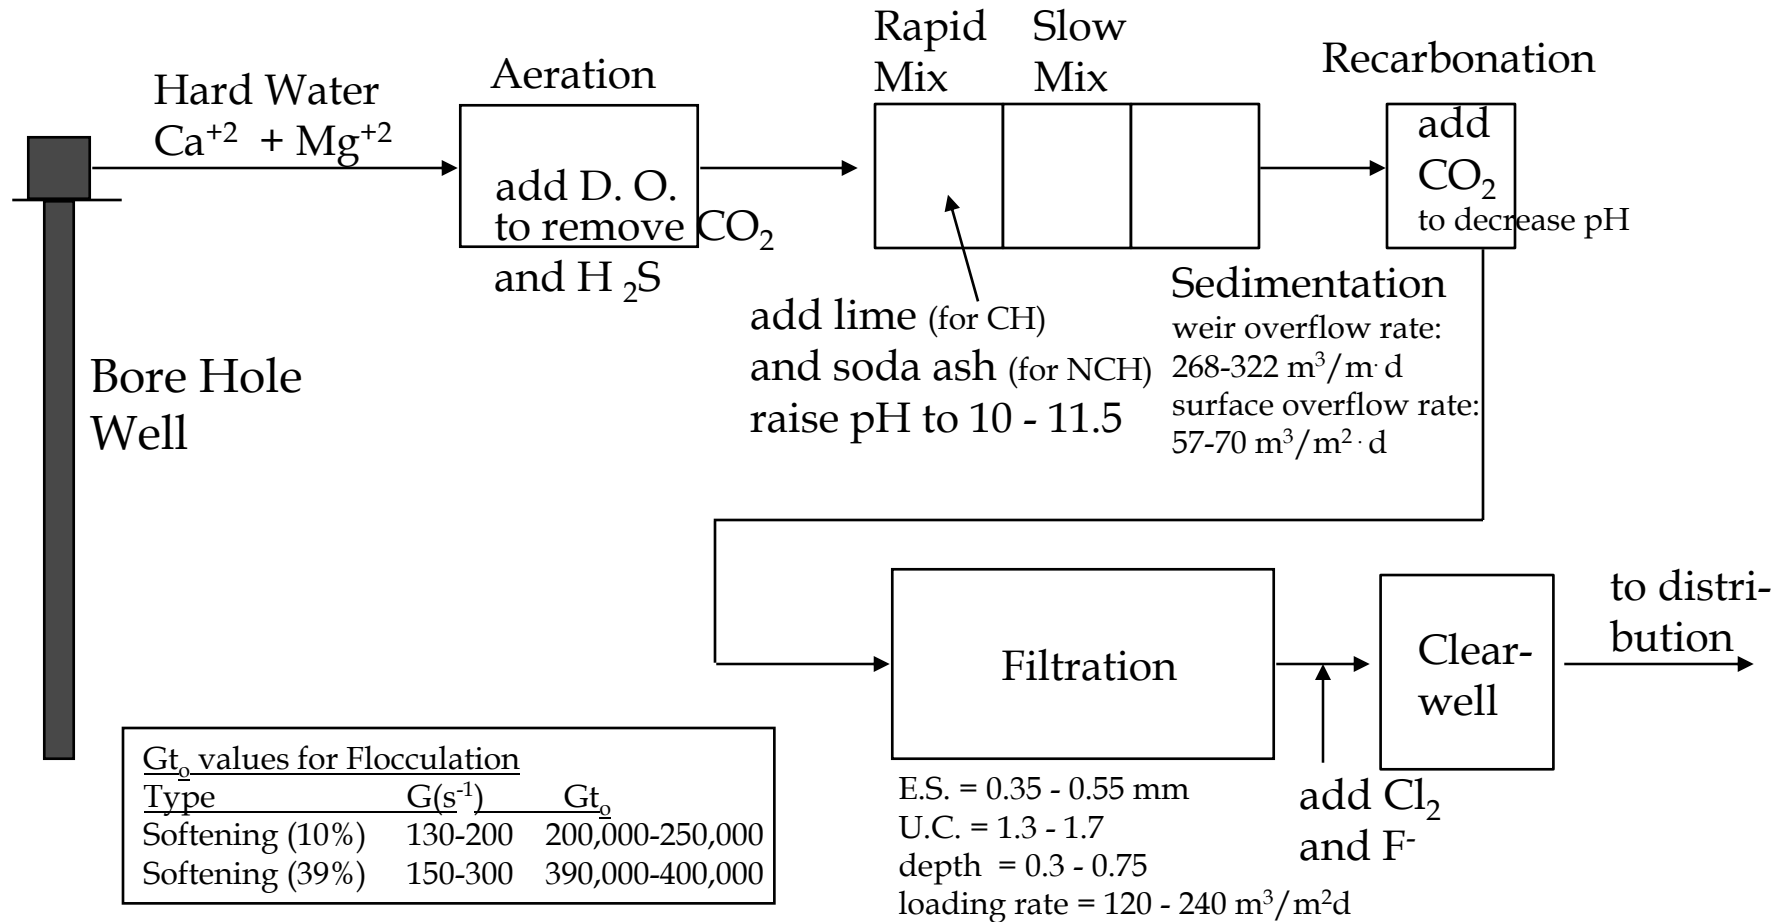 Hard Water
Ca⁺² + Mg⁺²
Bore Hole
Well
Aeration
add D. O.
to remove CO₂
and H ₂S
Rapid
Mix
Slow
Mix
add lime (for CH)
and soda ash (for NCH)
raise pH to 10 - 11.5
Sedimentation
weir overflow rate:
268-322 m³/m· d
surface overflow rate:
57-70 m³/m² · d
Recarbonation
add
CO₂
to decrease pH
Filtration
E.S. = 0.35 - 0.55 mm
U.C. = 1.3 - 1.7
depth = 0.3 - 0.75
loading rate = 120 - 240 m³/m²d
add Cl₂
and F⁻
Clear-
well
to distri-
bution
Gtₒ values for Flocculation
Type G(s⁻¹) Gtₒ
Softening (10%) 130-200 200,000-250,000
Softening (39%) 150-300 390,000-400,000